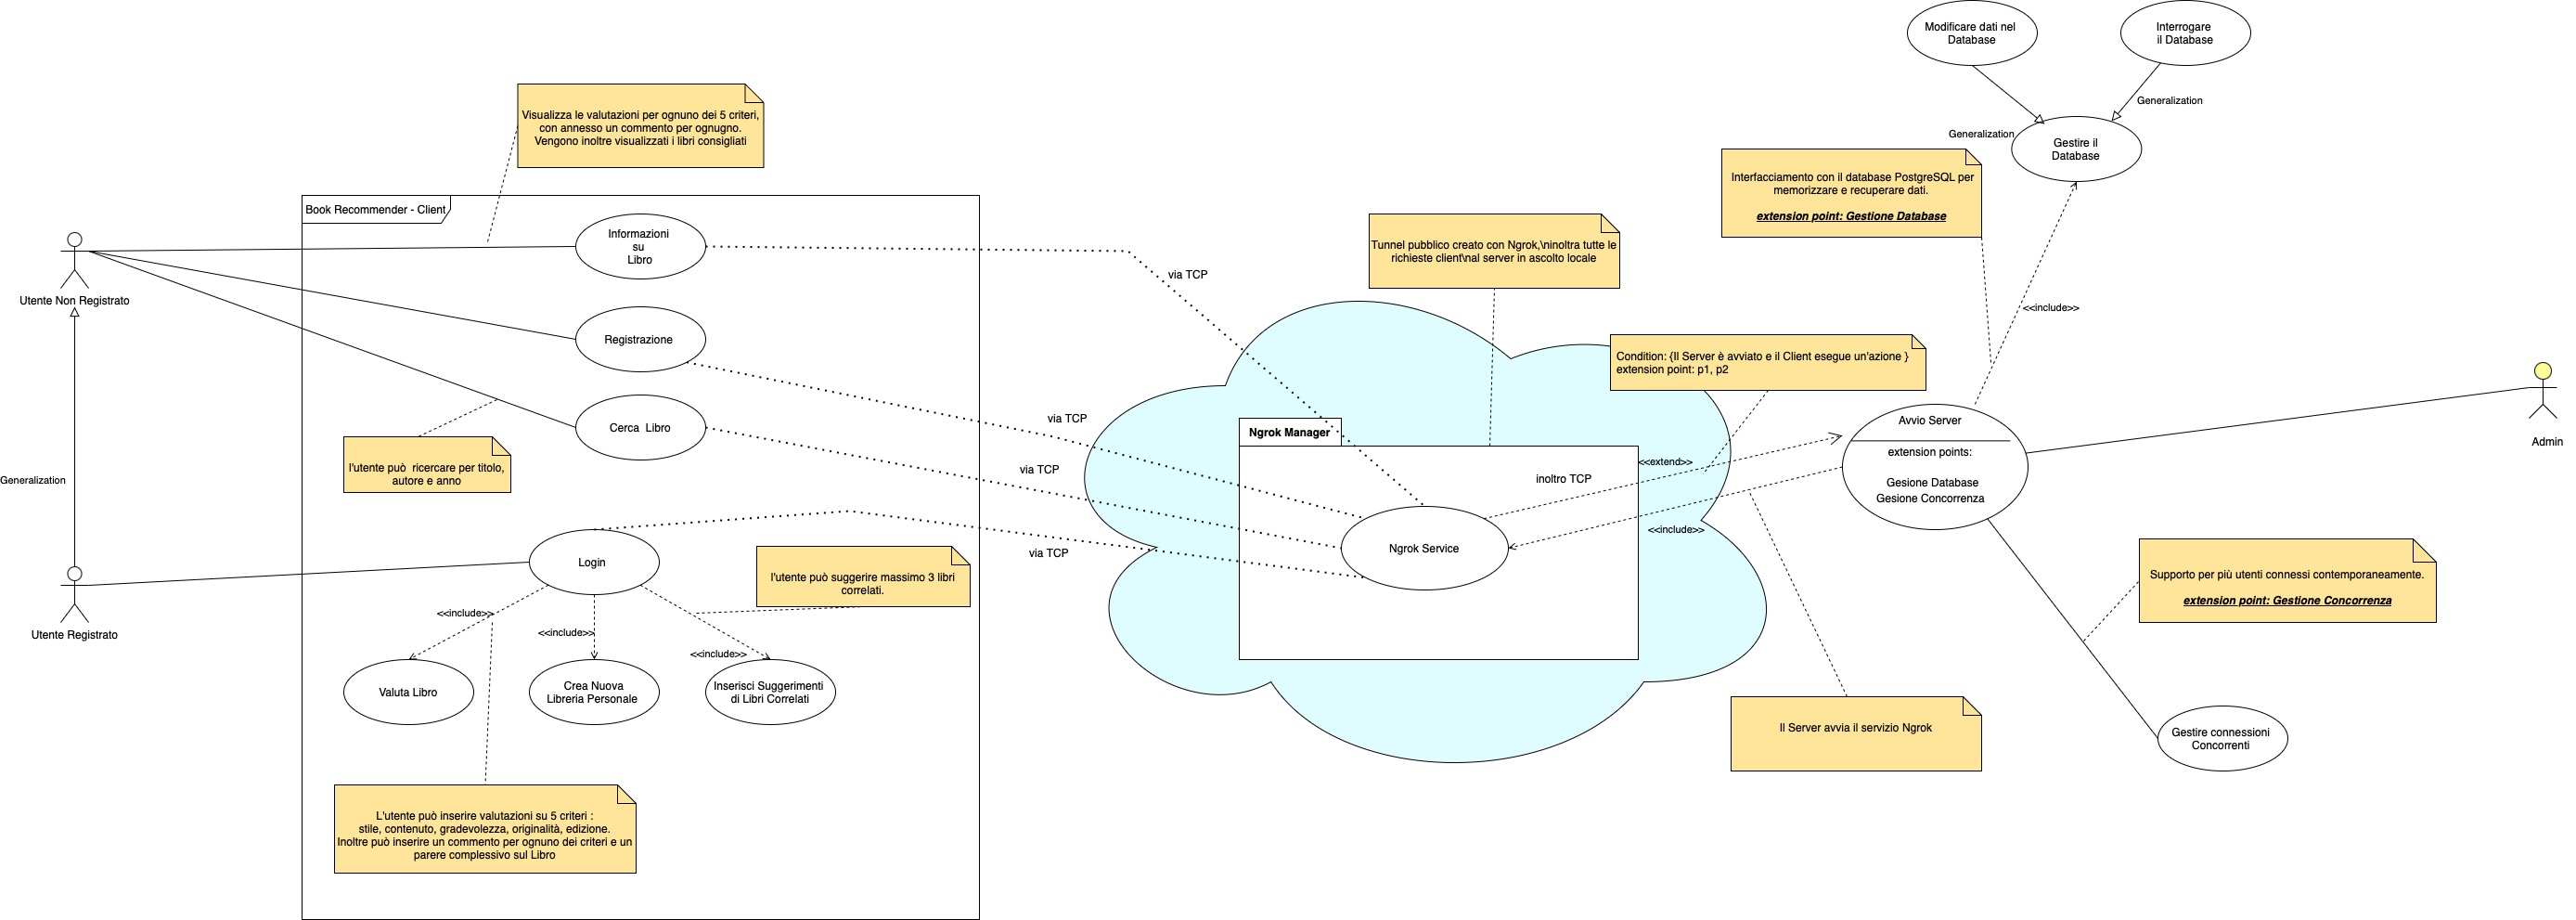 Modificare dati nel
Database
Interrogare
il Database
Generalization
Generalization
Gestire il
Database
Visualizza le valutazioni per ognuno dei 5 criteri,
con annesso un commento per ognugno.
Vengono inoltre visualizzati i libri consigliati
Interfacciamento con il database PostgreSQL per
memorizzare e recuperare dati.
extension point: Gestione Database
Book Recommender - Client
Informazioni
su
Libro
Utente Non Registrato
via TCP
Tunnel pubblico creato con Ngrok,\ninoltra tutte le
richieste client\nal server in ascolto locale
<<include>>
Registrazione
Condition: {Il Server è avviato e il Client esegue un'azione }
extension point: p1, p2
Cerca  Libro
via TCP
Ngrok Manager
Avvio Server
extension points:
Gesione Database
Gesione Concorrenza
Admin
l'utente può  ricercare per titolo,
autore e anno
via TCP
<<extend>>
inoltro TCP
Generalization
<<include>>
Ngrok Service
via TCP
Login
l'utente può suggerire massimo 3 libri
correlati.
Supporto per più utenti connessi contemporaneamente.
extension point: Gestione Concorrenza
Utente Registrato
<<include>>
<<include>>
<<include>>
Valuta Libro
Crea Nuova
Libreria Personale
Inserisci Suggerimenti
di Libri Correlati
Il Server avvia il servizio Ngrok
Gestire connessioni
Concorrenti
L'utente può inserire valutazioni su 5 criteri :
stile, contenuto, gradevolezza, originalità, edizione.
Inoltre può inserire un commento per ognuno dei criteri e un
parere complessivo sul Libro